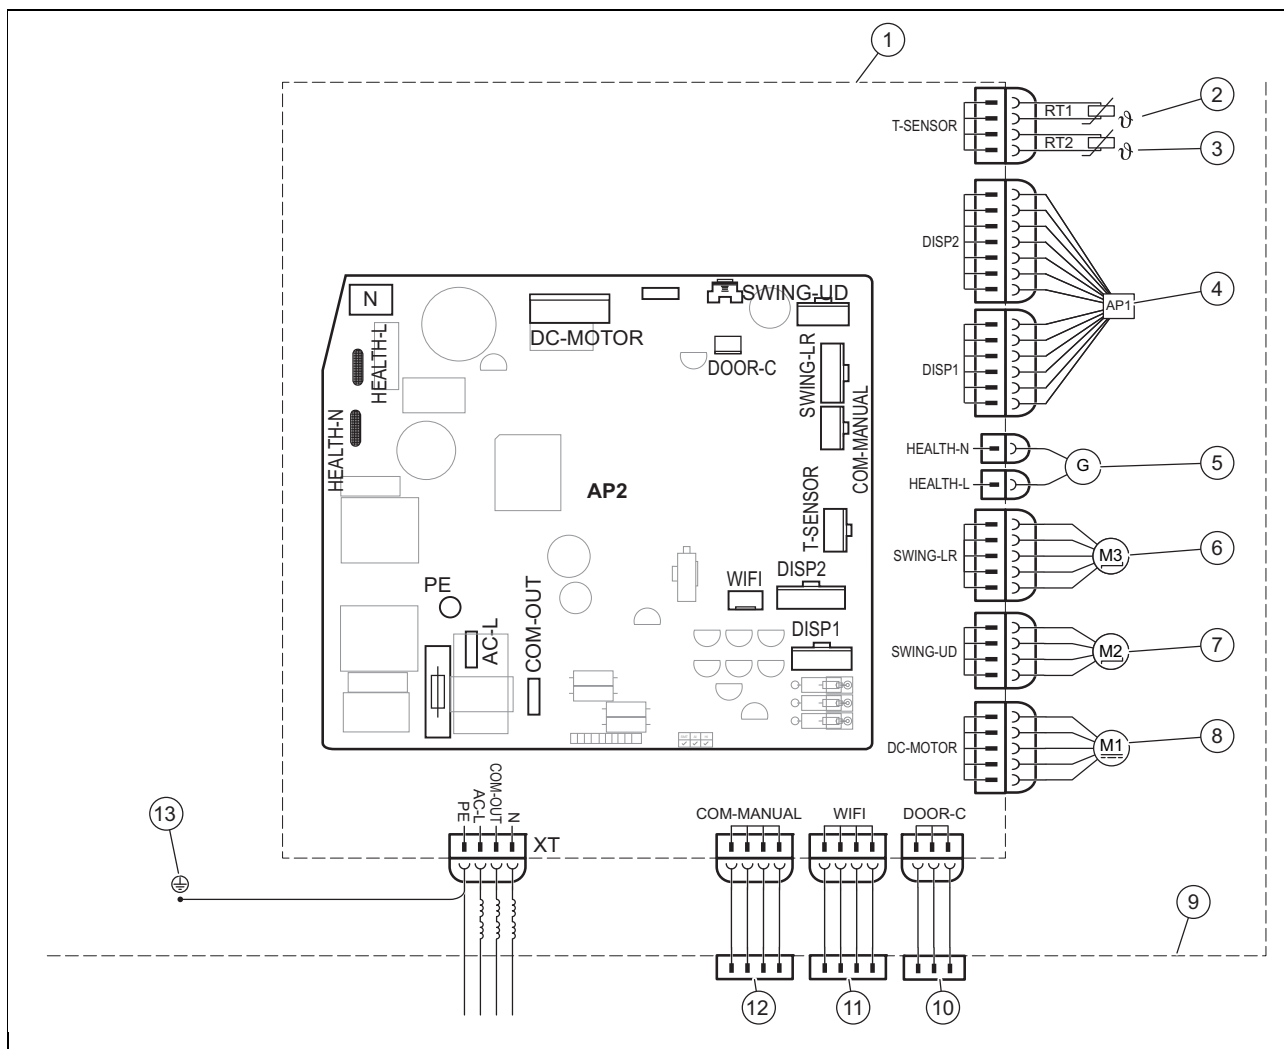 1
T-SENSOR
RT1
ϑ
2
RT2
ϑ
3
DISP2
AP1
4
DISP1
N
HEALTH-L
HEALTH-N
DC-MOTOR
SWING-UD
DOOR-C
SWING-LR
COM-MANUAL
AP2
T-SENSOR
WIFI
DISP2
DISP1
PE
AC-L
COM-OUT
HEALTH-N
HEALTH-L
G
5
SWING-LR
M3
6
SWING-UD
M2
7
DC-MOTOR
M1
8
13
PE
AC-L
COM-OUT
N
XT
COM-MANUAL
WIFI
DOOR-C
9
12
11
10